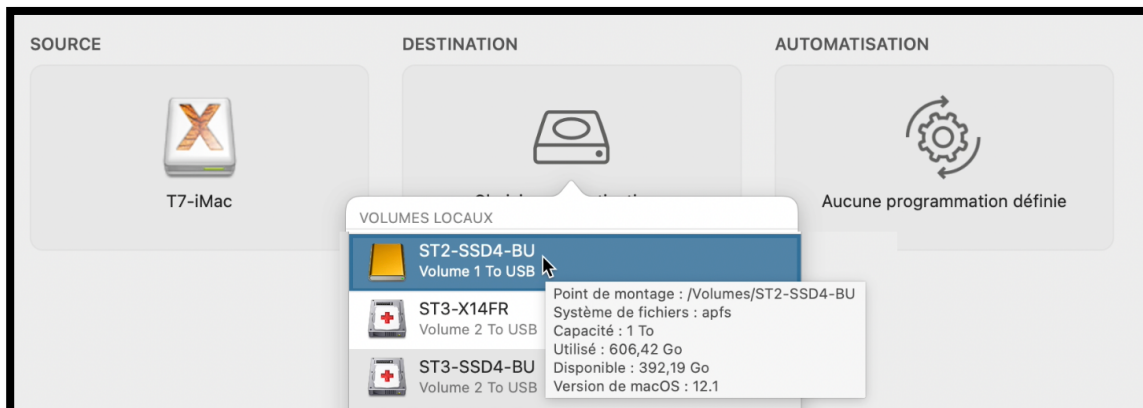 SOURCE
DESTINATION
AUTOMATISATION
T7-iMac
Aucune programmation définie
VOLUMES LOCAUX
ST2-SSD4-BU
Volume 1 To USB
Point de montage : /Volumes/ST2-SSD4-BU
Système de fichiers : apfs
Capacité : 1 To
Utilisé : 606,42 Go
Disponible : 392,19 Go
Version de macOS : 12.1
ST3-X14FR
Volume 2 To USB
ST3-SSD4-BU
Volume 2 To USB